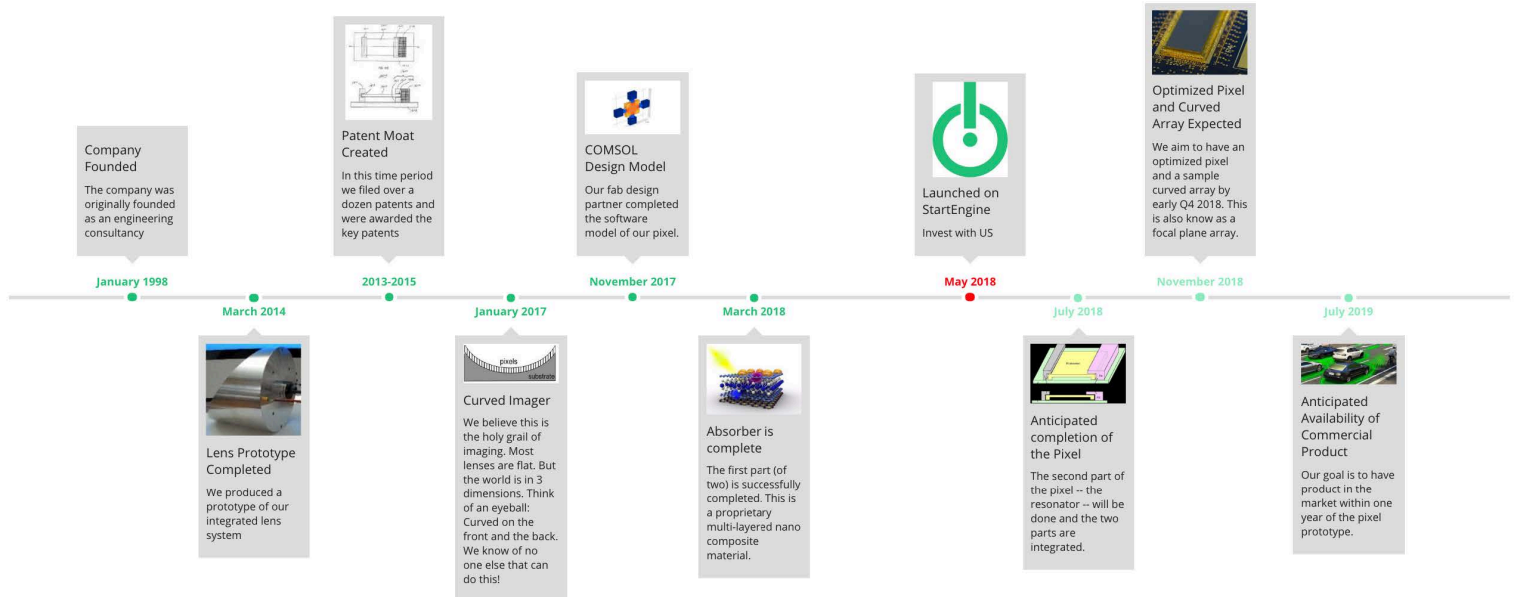 Company
Founded
The company was
originally founded
as an engineering
consultancy
January 1998
Lens Prototype
Completed
We produced a
prototype of our
integrated lens
system
March 2014
Patent Moat
Created
In this time period
we filed over a
dozen patents and
were awarded the
key patents
2013-2015
January 2017
pixels
substrate
Curved Imager
We believe this is
the holy grail of
imaging. Most
lenses are flat. But
the world is in 3
dimensions. Think
of an eyeball:
Curved on the
front and the back.
We know of no
one else that can
do this!
COMSOL
Design Model
Our fab design
partner completed
the software
model of our pixel.
November 2017
March 2018
Absorber is
complete
The first part (of
two) is successfully
completed. This is
a proprietary
multi-layered nano
composite
material.
Launched on
StartEngine
Invest with US
May 2018
July 2018
Anticipated
completion of
the Pixel
The second part of
the pixel -- the
resonator -- will be
done and the two
parts are
integrated.
Optimized Pixel
and Curved
Array Expected
We aim to have an
optimized pixel
and a sample
curved array by
early Q4 2018. This
is also know as a
focal plane array.
November 2018
July 2019
Anticipated
Availability of
Commercial
Product
Our goal is to have
product in the
market within one
year of the pixel
prototype.